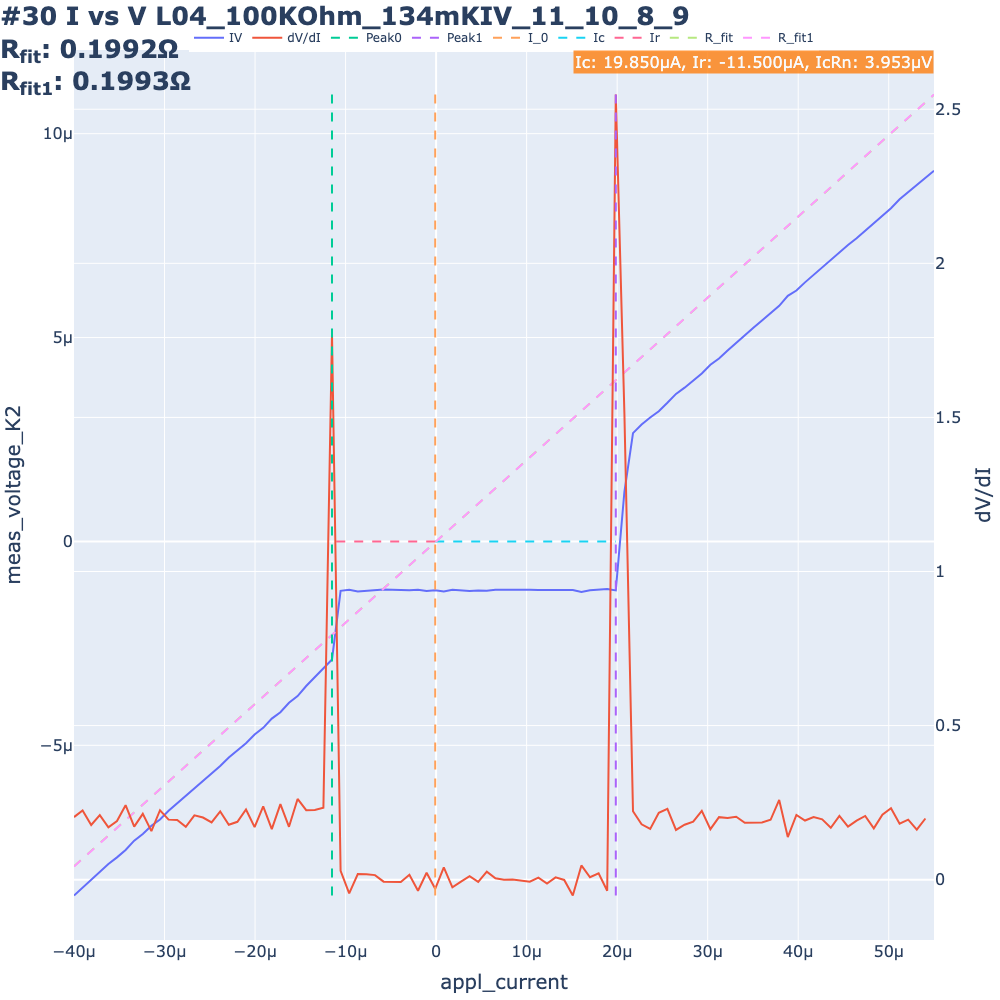 #30 I vs V L04_100KOhm_134mKIV_11_10_8_9
Rfit: 0.1992Ω
Rfit1: 0.1993Ω
IV dV/dI Peak0 Peak1 I_0 Ic Ir R_fit R_fit1
Ic: 19.850μA, Ir: -11.500μA, IcRn: 3.953μV
10μ
5μ
0
−5μ
meas_voltage_K2
2.5
2
1.5
1
0.5
0
dV/dI
−40μ −30μ −20μ −10μ 0 10μ 20μ 30μ 40μ 50μ
appl_current